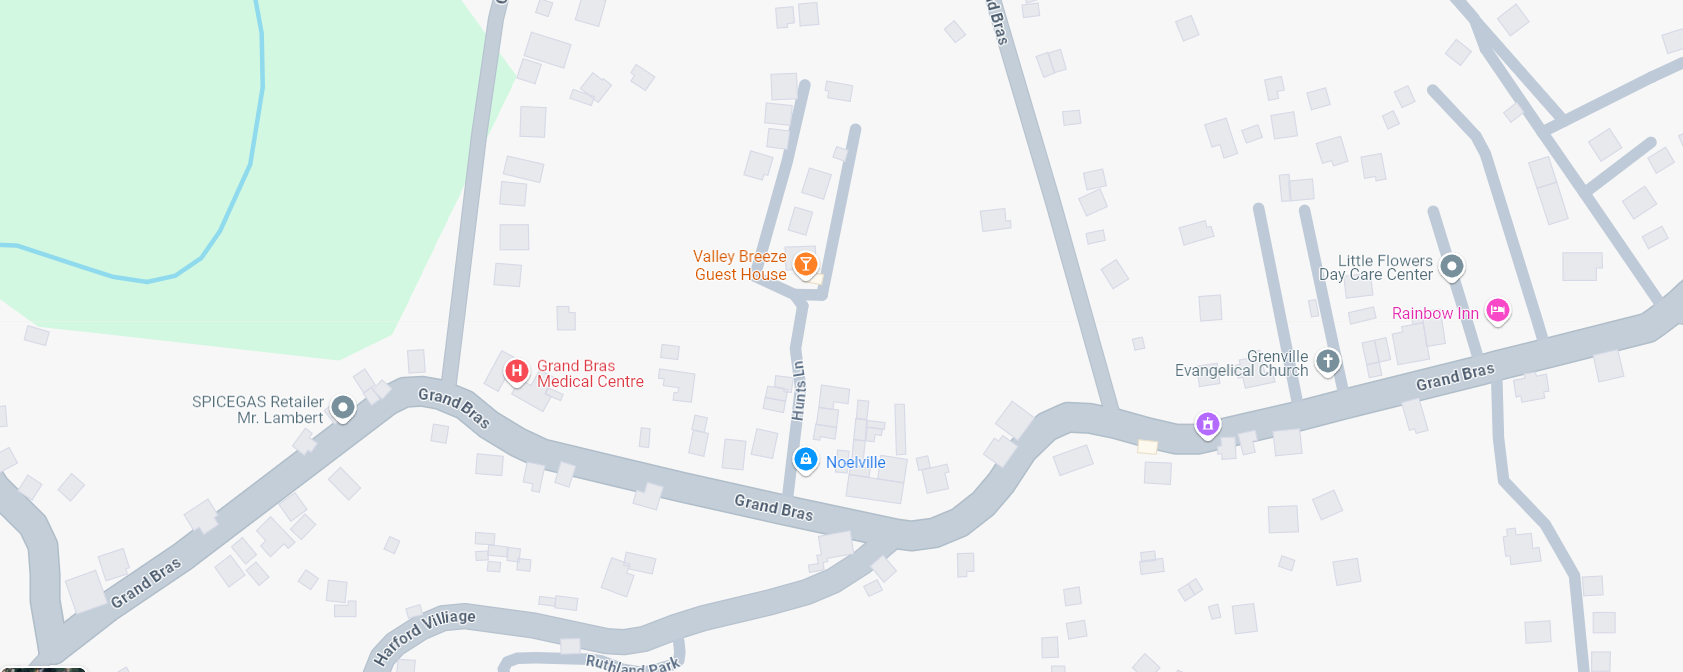 d Bras
Valley Breeze
Guest House
Little Flowers
Day Care Center
Rainbow Inn
Grenville
Evangelical Church
Grand Bras
Grand Bras
Medical Centre
H
Hunts Ln
SPICEGAS Retailer
Mr. Lambert
Grand Bras
Noelville
Grand Bras
Grand Bras
Harford Villiage
Ruthland Park